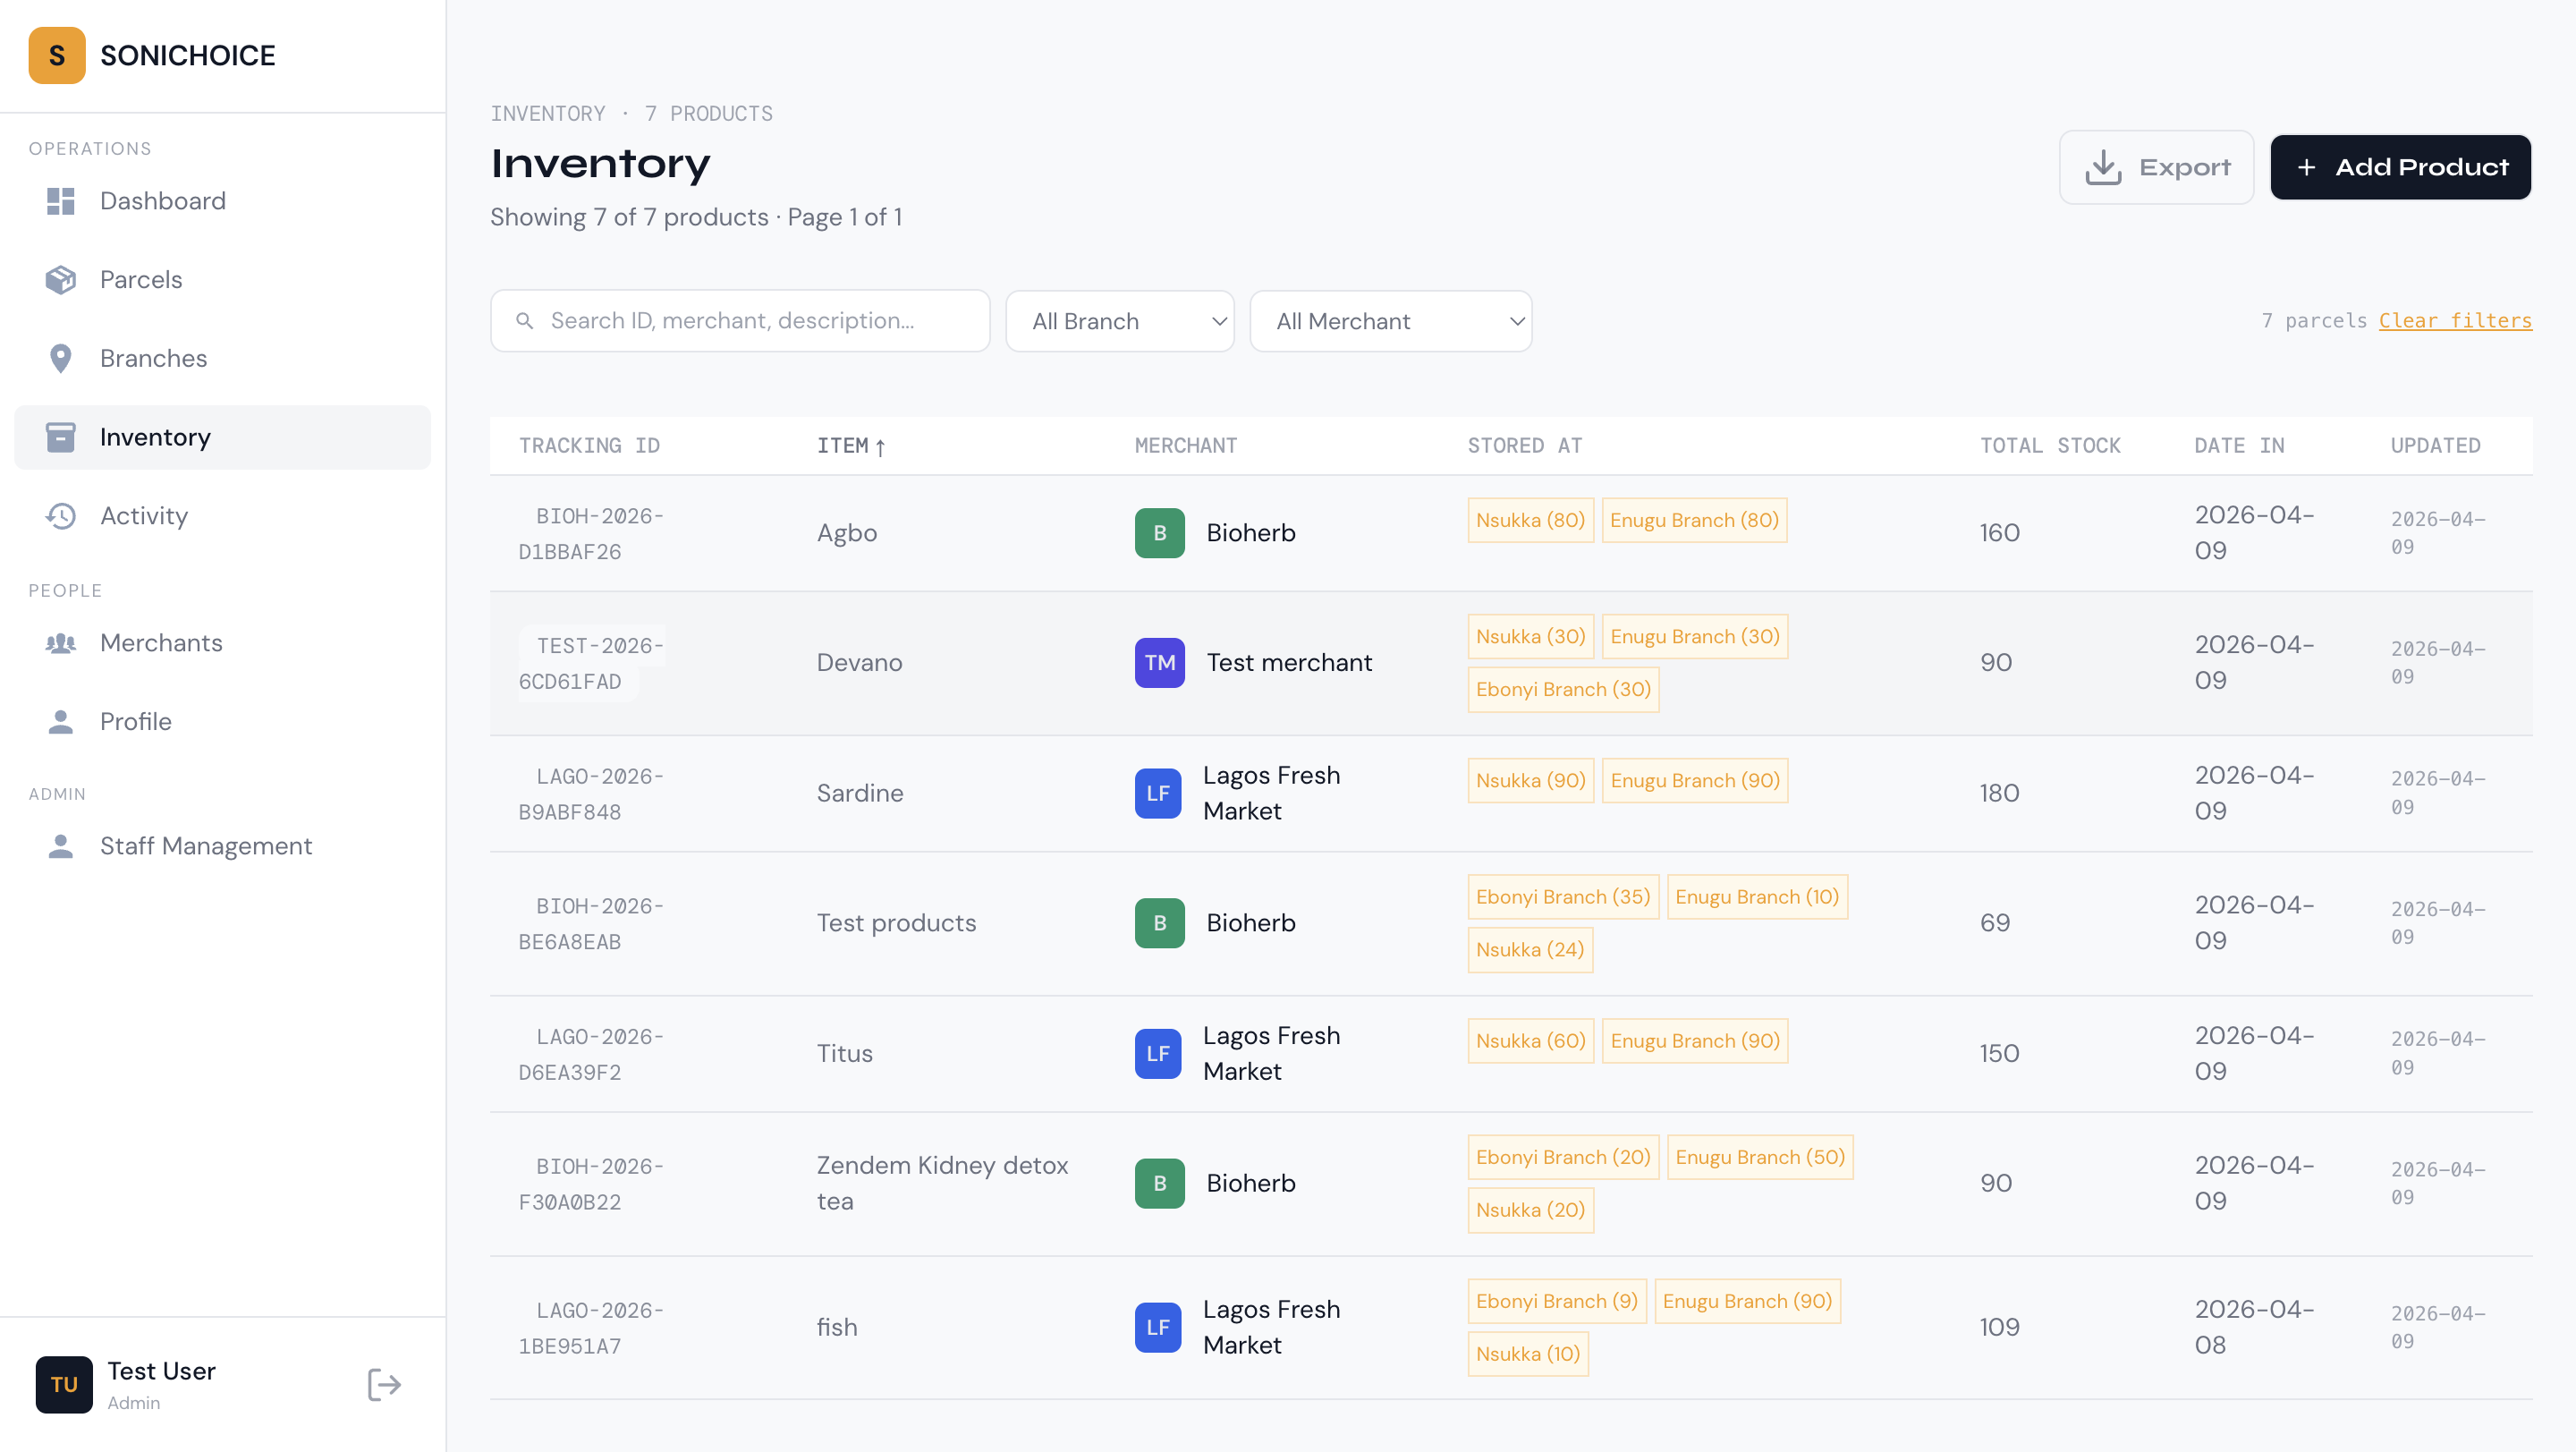 S SONICHOICE
OPERATIONS
Dashboard
Parcels
Branches
Inventory
Activity
PEOPLE
Merchants
Profile
ADMIN
Staff Management
TU
Test User
Admin
INVENTORY · 7 PRODUCTS
Inventory
Showing 7 of 7 products · Page 1 of 1
Export
+ Add Product
Search ID, merchant, description...
All Branch
All Merchant
7 parcels Clear filters
TRACKING ID ITEM ↑ MERCHANT STORED AT TOTAL STOCK DATE IN UPDATED
BIOH-2026-
D1BBAF26
Agbo
B Bioherb
Nsukka (80) Enugu Branch (80)
160
2026-04-
09
2026-04-
09
TEST-2026-
6CD61FAD
Devano
TM Test merchant
Nsukka (30) Enugu Branch (30)
Ebonyi Branch (30)
90
2026-04-
09
2026-04-
09
LAGO-2026-
B9ABF848
Sardine
LF Lagos Fresh
Market
Nsukka (90) Enugu Branch (90)
180
2026-04-
09
2026-04-
09
BIOH-2026-
BE6A8EAB
Test products
B Bioherb
Ebonyi Branch (35) Enugu Branch (10)
Nsukka (24)
69
2026-04-
09
2026-04-
09
LAGO-2026-
D6EA39F2
Titus
LF Lagos Fresh
Market
Nsukka (60) Enugu Branch (90)
150
2026-04-
09
2026-04-
09
BIOH-2026-
F30A0B22
Zendem Kidney detox
tea
B Bioherb
Ebonyi Branch (20) Enugu Branch (50)
Nsukka (20)
90
2026-04-
09
2026-04-
09
LAGO-2026-
1BE951A7
fish
LF Lagos Fresh
Market
Ebonyi Branch (9) Enugu Branch (90)
Nsukka (10)
109
2026-04-
08
2026-04-
09